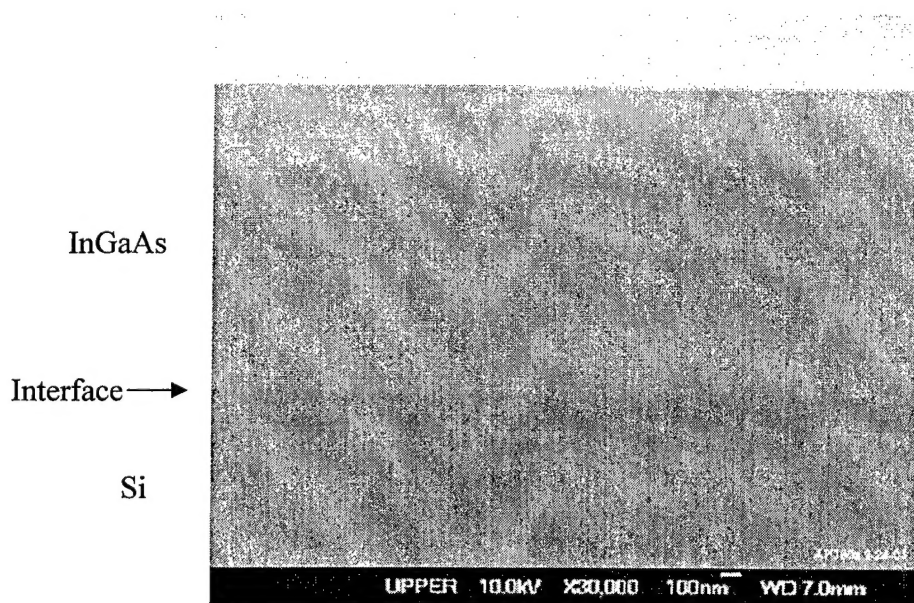 InGaAs
Interface
Si
UPPER 10.0kV X30,000 100nm WD 7.0mm